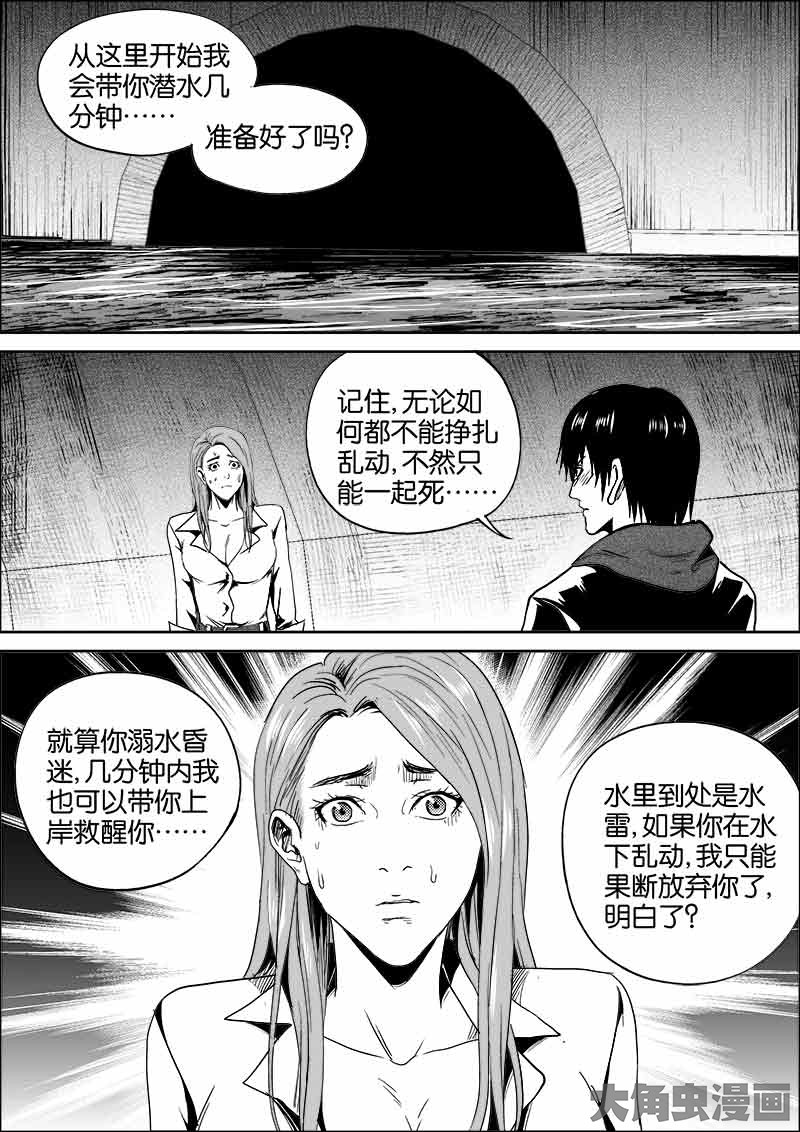 从这里开始我
会带你潜水几
分钟……
准备好了吗?
记住,无论如
何都不能挣扎
乱动,不然只
能一起死……
就算你溺水昏
迷,几分钟内我
也可以带你上
岸救醒你……
水里到处是水
雷,如果你在水
下乱动,我只能
果断放弃你了,
明白了?
大角虫漫画